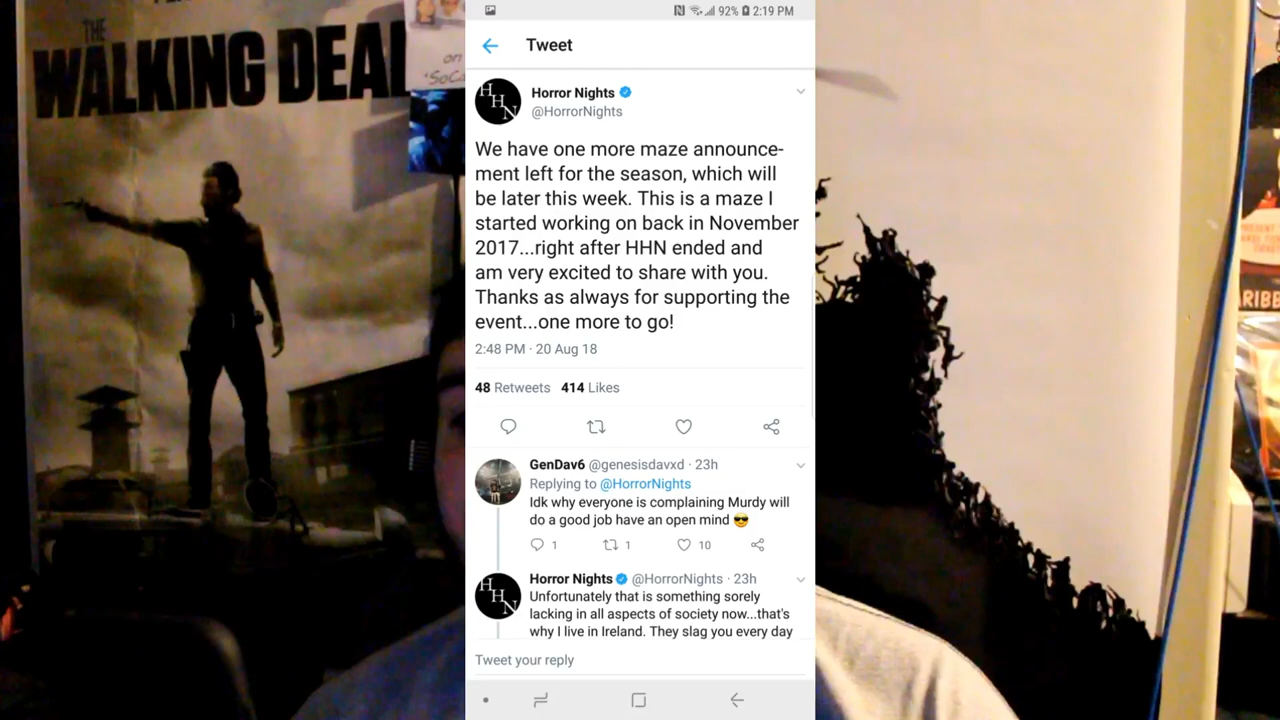 THE
WALKING DEAD
on
'SoCa
92% 2:19 PM
Tweet
HHN
Horror Nights
@HorrorNights
We have one more maze announce-
ment left for the season, which will
be later this week. This is a maze I
started working on back in November
2017...right after HHN ended and
am very excited to share with you.
Thanks as always for supporting the
event...one more to go!
2:48 PM · 20 Aug 18
48 Retweets 414 Likes
GenDav6 @genesisdavxd · 23h
Replying to @HorrorNights
Idk why everyone is complaining Murdy will
do a good job have an open mind 😎
1 1 10
HHN
Horror Nights @HorrorNights · 23h
Unfortunately that is something sorely
lacking in all aspects of society now...that's
why I live in Ireland. They slag you every day
Tweet your reply
ARIBB